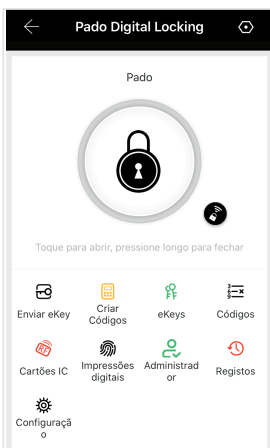 Pado Digital Locking
Pado
Toque para abrir, pressione longo para fechar
Enviar eKey
Criar
Códigos
eKeys
Códigos
Cartões IC
Impressões
digitais
Administrad
or
Registos
Configuraçã
o